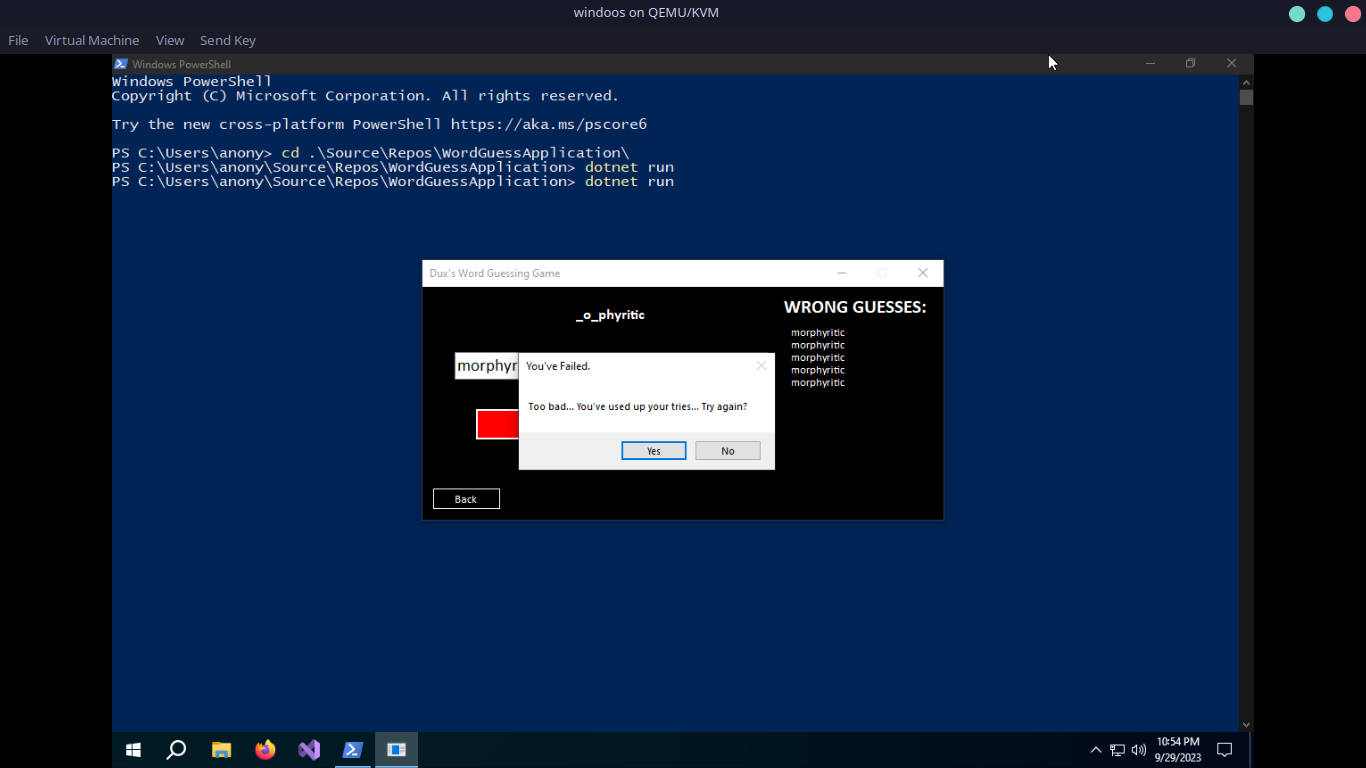 windoos on QEMU/KVM
File Virtual Machine View Send Key
Windows PowerShell
Windows PowerShell
Copyright (C) Microsoft Corporation. All rights reserved.
Try the new cross-platform PowerShell https://aka.ms/pscore6
PS C:\Users\anony> cd .\Source\Repos\WordGuessApplication\
PS C:\Users\anony\Source\Repos\WordGuessApplication> dotnet run
PS C:\Users\anony\Source\Repos\WordGuessApplication> dotnet run
Dux's Word Guessing Game
_o_phyritic
WRONG GUESSES:
morphyritic
morphyritic
morphyritic
morphyritic
morphyritic
morphyr
You've Failed.
Too bad... You've used up your tries... Try again?
Yes No
Back
10:54 PM
9/29/2023